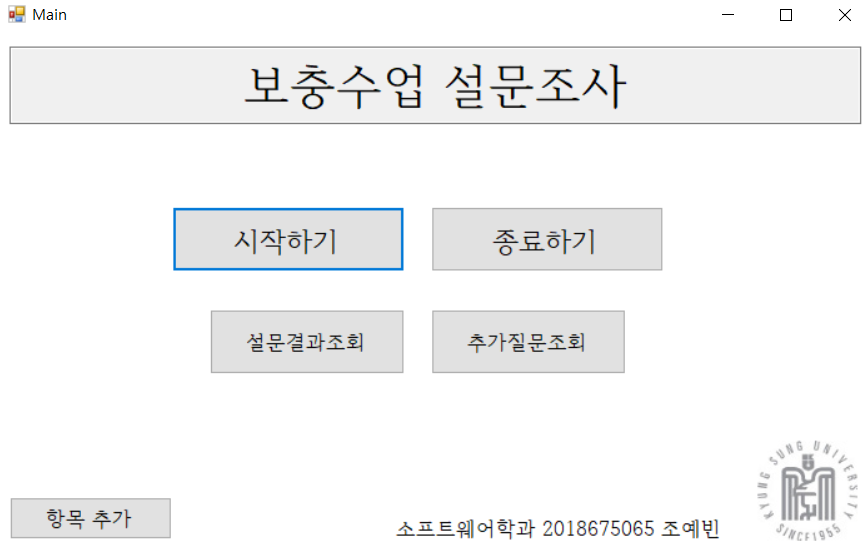 Main
보충수업 설문조사
시작하기
종료하기
설문결과조회
추가질문조회
항목 추가
소프트웨어학과 2018675065 조예빈
KYUNG SUNG UNIVERSITY
SINCE1955